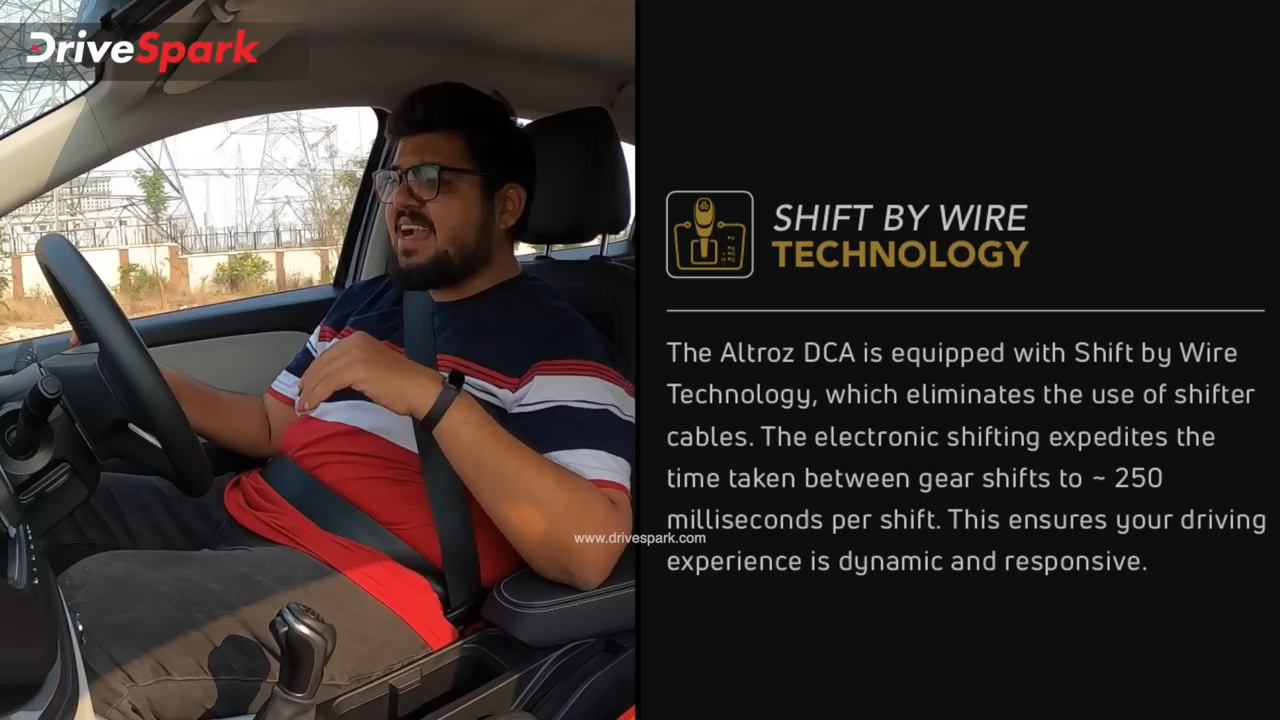 DriveSpark
SHIFT BY WIRE
TECHNOLOGY
The Altroz DCA is equipped with Shift by Wire
Technology, which eliminates the use of shifter
cables. The electronic shifting expedites the
time taken between gear shifts to ~ 250
milliseconds per shift. This ensures your driving
experience is dynamic and responsive.
www.drivespark.com